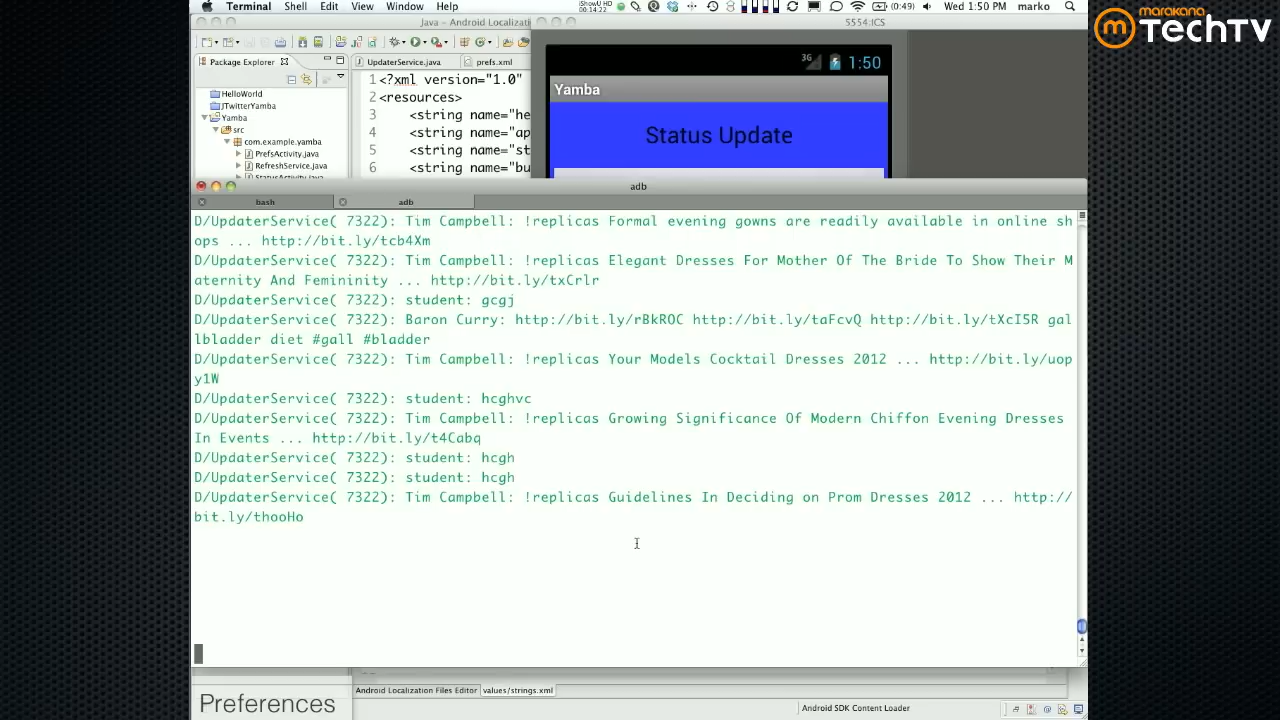 Terminal Shell Edit View Window Help
iShowU HD
00:14:22
(0:49)
Wed 1:50 PM marko
marakana
TechTV
Java – Android Localizati
5554:ICS
Package Explorer
UpdaterService.java
prefs.xml
HelloWorld
JTwitterYamba
Yamba
src
com.example.yamba
PrefsActivity.java
RefreshService.java
StatusActivity.java
1 <?xml version="1.0"
2 <resources>
3 <string name="he
4 <string name="ap
5 <string name="st
6 <string name="bu
3G
1:50
Yamba
Status Update
adb
bash
adb
D/UpdaterService( 7322): Tim Campbell: !replicas Formal evening gowns are readily available in online sh
ops ... http://bit.ly/tcb4Xm
D/UpdaterService( 7322): Tim Campbell: !replicas Elegant Dresses For Mother Of The Bride To Show Their M
aternity And Femininity ... http://bit.ly/txCrlr
D/UpdaterService( 7322): student: gcgj
D/UpdaterService( 7322): Baron Curry: http://bit.ly/rBkROC http://bit.ly/taFcvQ http://bit.ly/tXcI5R gal
lbladder diet #gall #bladder
D/UpdaterService( 7322): Tim Campbell: !replicas Your Models Cocktail Dresses 2012 ... http://bit.ly/uop
y1W
D/UpdaterService( 7322): student: hcghvc
D/UpdaterService( 7322): Tim Campbell: !replicas Growing Significance Of Modern Chiffon Evening Dresses
In Events ... http://bit.ly/t4Cabq
D/UpdaterService( 7322): student: hcgh
D/UpdaterService( 7322): student: hcgh
D/UpdaterService( 7322): Tim Campbell: !replicas Guidelines In Deciding on Prom Dresses 2012 ... http://
bit.ly/thooHo
Android Localization Files Editor
values/strings.xml
Preferences
Android SDK Content Loader